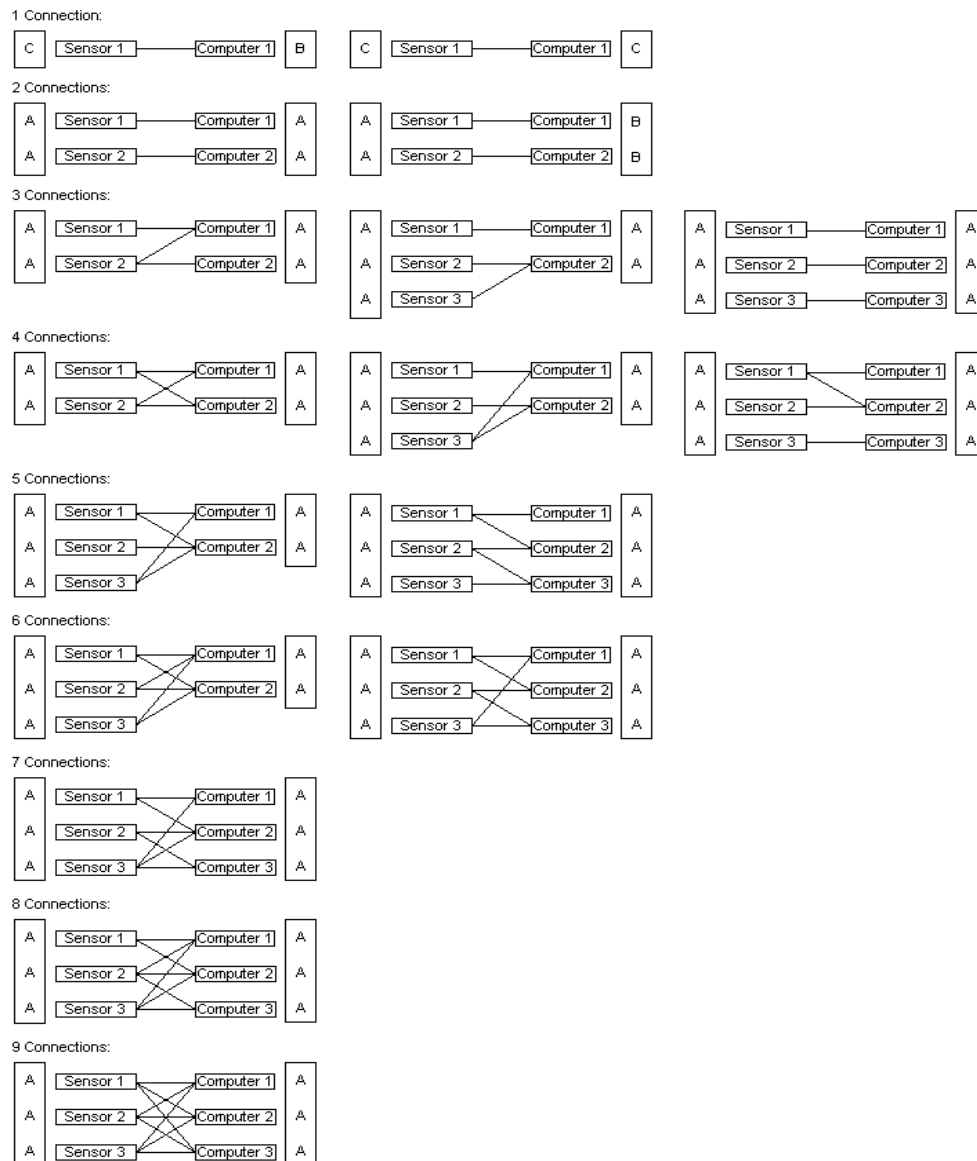 1 Connection:
C Sensor 1 Computer 1 B C Sensor 1 Computer 1 C
2 Connections:
A Sensor 1 Computer 1 A A Sensor 1 Computer 1 B
A Sensor 2 Computer 2 A A Sensor 2 Computer 2 B
3 Connections:
A Sensor 1 Computer 1 A A Sensor 1 Computer 1 A A Sensor 1 Computer 1 A
A Sensor 2 Computer 2 A A Sensor 2 Computer 2 A A Sensor 2 Computer 2 A
A Sensor 3 A Sensor 3 Computer 3 A
4 Connections:
A Sensor 1 Computer 1 A A Sensor 1 Computer 1 A A Sensor 1 Computer 1 A
A Sensor 2 Computer 2 A A Sensor 2 Computer 2 A A Sensor 2 Computer 2 A
A Sensor 3 A Sensor 3 Computer 3 A
5 Connections:
A Sensor 1 Computer 1 A A Sensor 1 Computer 1 A
A Sensor 2 Computer 2 A A Sensor 2 Computer 2 A
A Sensor 3 A Sensor 3 Computer 3 A
6 Connections:
A Sensor 1 Computer 1 A A Sensor 1 Computer 1 A
A Sensor 2 Computer 2 A A Sensor 2 Computer 2 A
A Sensor 3 A Sensor 3 Computer 3 A
7 Connections:
A Sensor 1 Computer 1 A
A Sensor 2 Computer 2 A
A Sensor 3 Computer 3 A
8 Connections:
A Sensor 1 Computer 1 A
A Sensor 2 Computer 2 A
A Sensor 3 Computer 3 A
9 Connections:
A Sensor 1 Computer 1 A
A Sensor 2 Computer 2 A
A Sensor 3 Computer 3 A